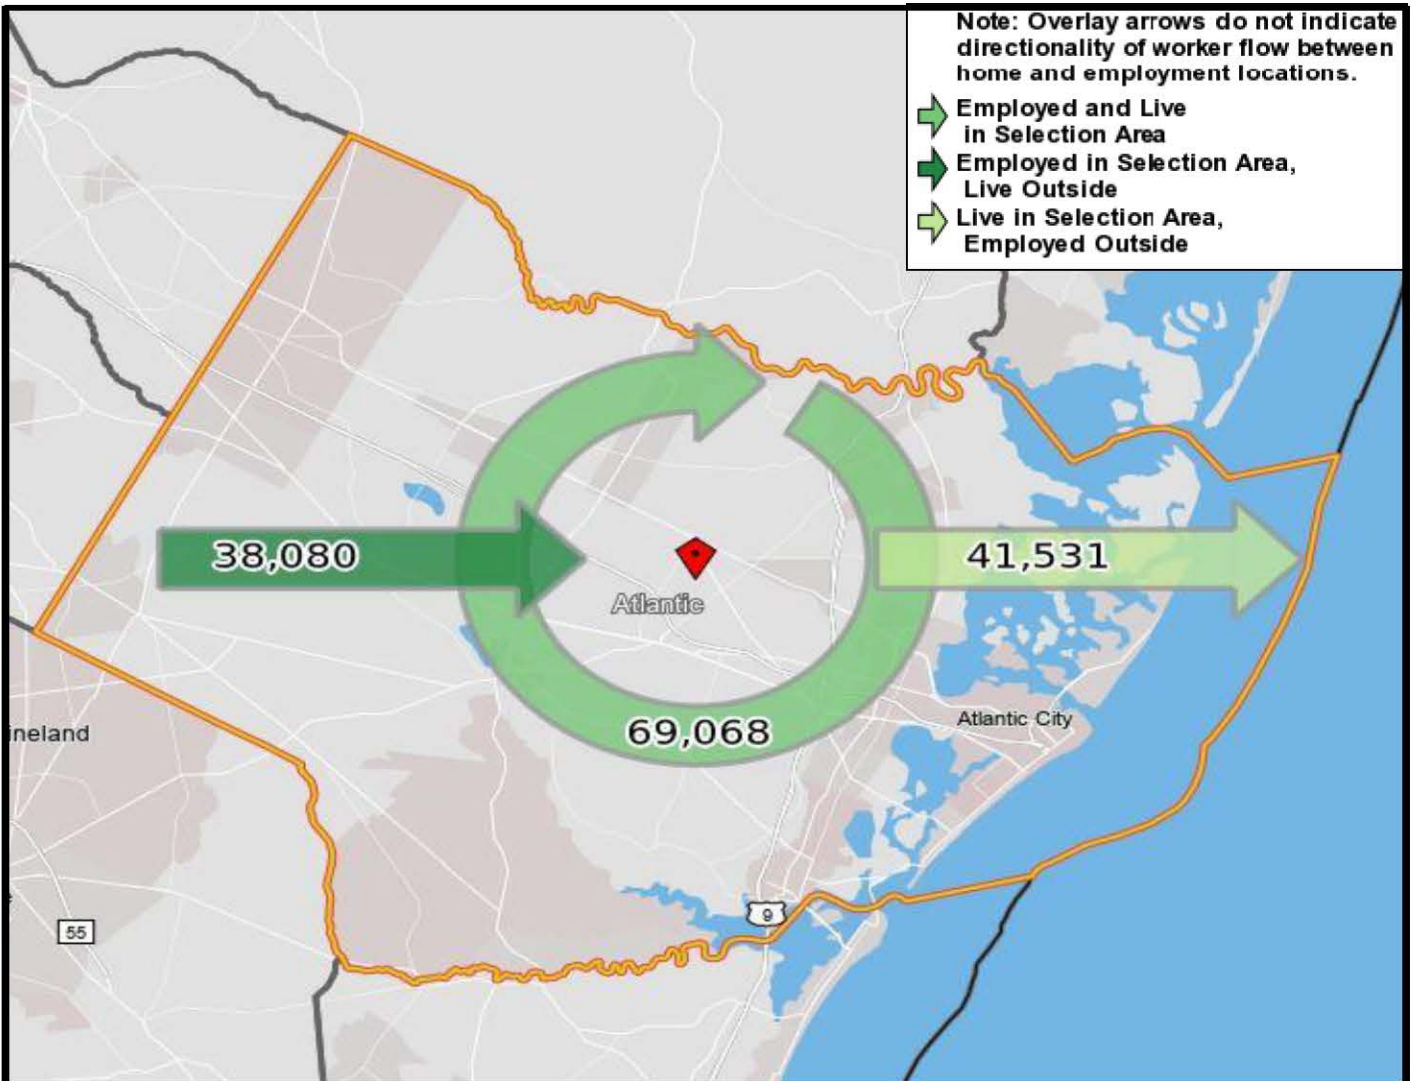 Note: Overlay arrows do not indicate
directionality of worker flow between
home and employment locations.
Employed and Live
in Selection Area
Employed in Selection Area,
Live Outside
Live in Selection Area,
Employed Outside
38,080
41,531
Atlantic
69,068
Atlantic City
ineland
9
55